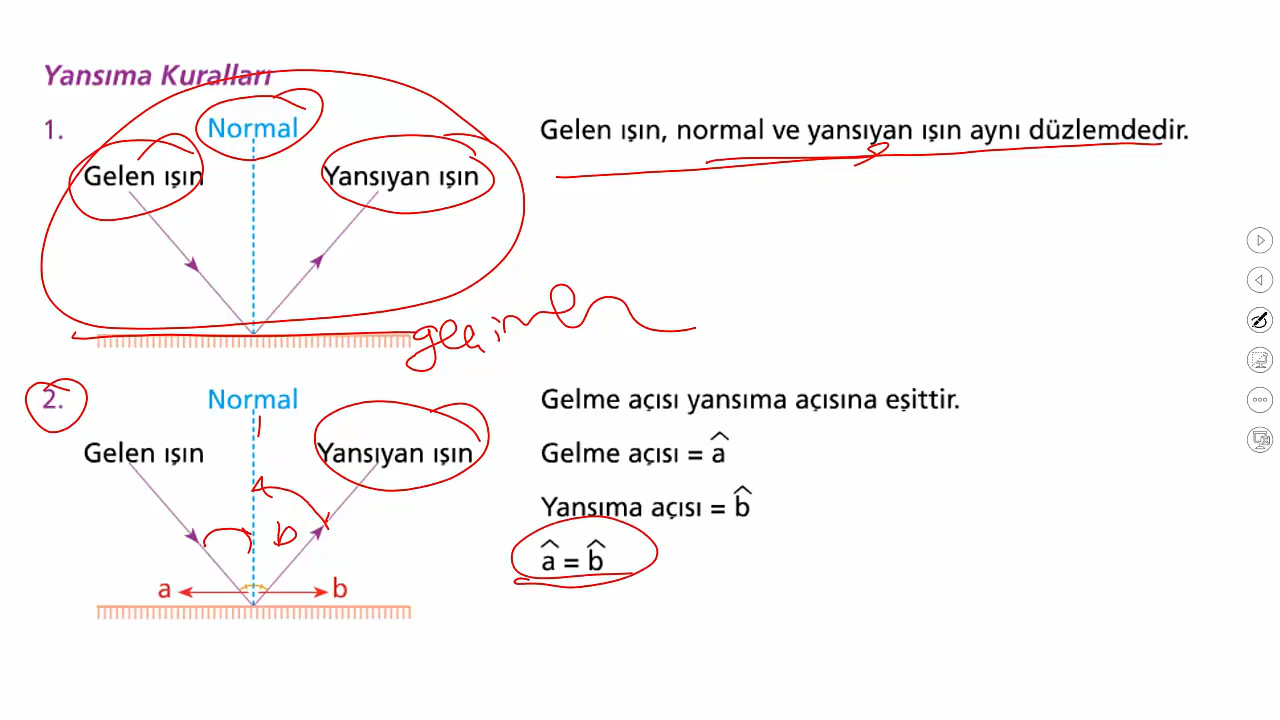 Yansıma Kuralları
1.
Normal
Gelen ışın, normal ve yansıyan ışın aynı düzlemdedir.
Gelen ışın
Yansıyan ışın
2.
Normal
Gelme açısı yansıma açısına eşittir.
Gelen ışın
Yansıyan ışın
Gelme açısı = â
Yansıma açısı = b̂
b
â = b̂
a
b